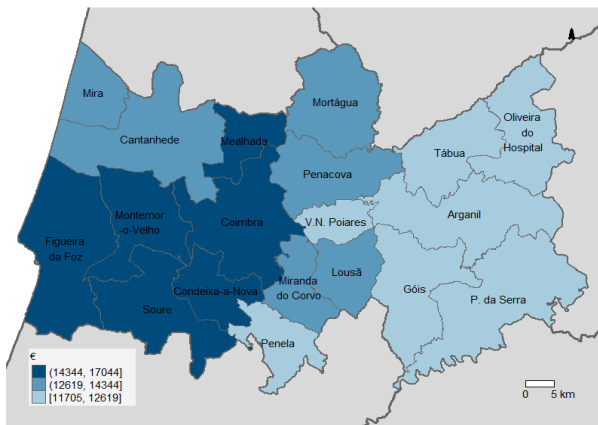 Mira
Mortágua
Oliveira
do
Hospital
Cantanhede
Mealhada
Tábua
Penacova
Montemor
-o-Velho
Coimbra
V.N. Poiares
Arganil
Figueira
da Foz
Condeixa-a-Nova
Miranda
do Corvo
Lousã
Góis
P. da Serra
Soure
Penela
€
(14344, 17044]
(12619, 14344]
[11705, 12619]
0 5 km